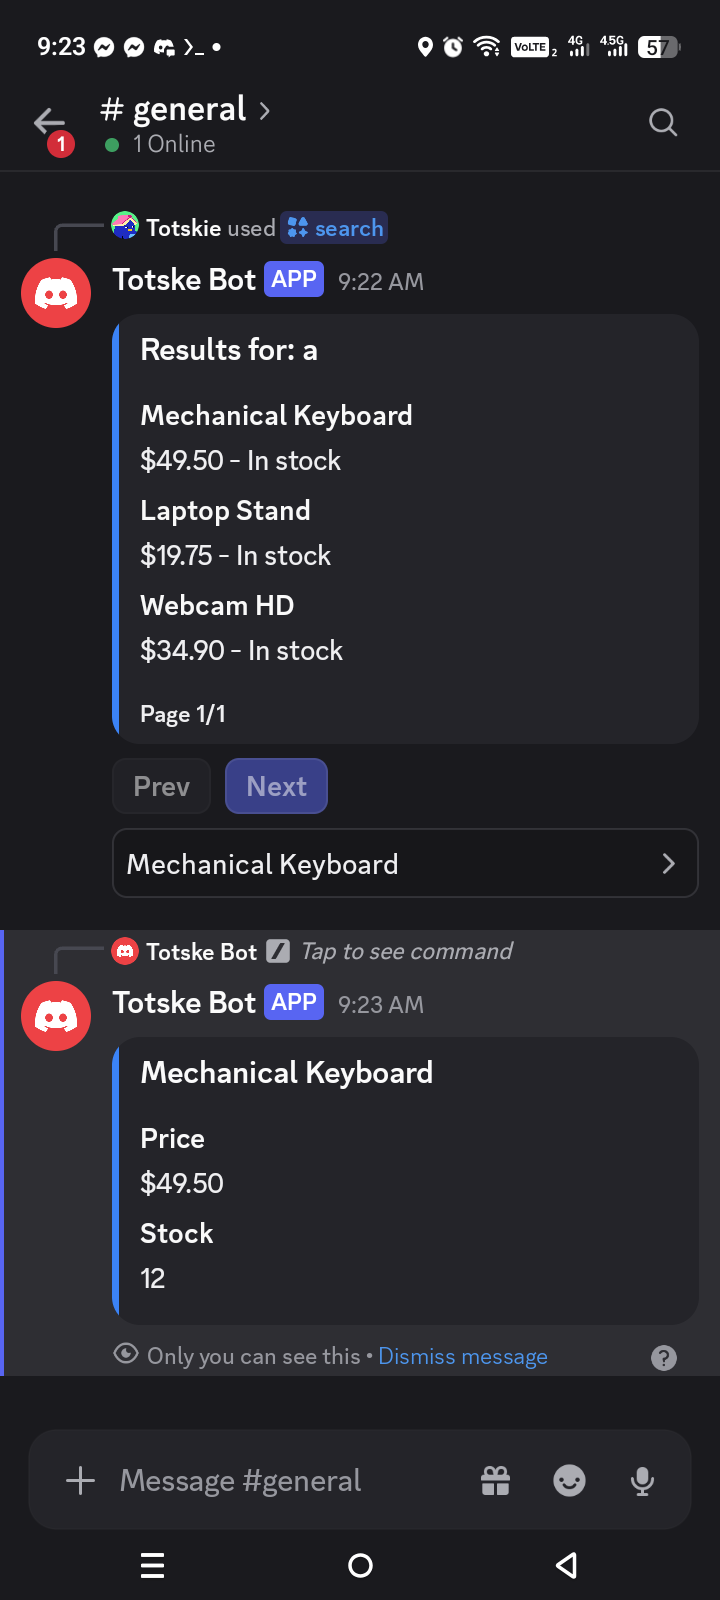 9:23
VoLTE 2 4G 4.5G 57
# general
1 Online
1
Totskie used search
Totske Bot APP 9:22 AM
Results for: a
Mechanical Keyboard
$49.50 - In stock
Laptop Stand
$19.75 - In stock
Webcam HD
$34.90 - In stock
Page 1/1
Prev Next
Mechanical Keyboard
Totske Bot Tap to see command
Totske Bot APP 9:23 AM
Mechanical Keyboard
Price
$49.50
Stock
12
Only you can see this • Dismiss message ?
Message #general